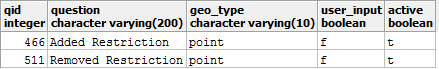 qid question geo_type user_input active
integer character varying(200) character varying(10) boolean boolean
466 Added Restriction point f t
511 Removed Restriction point f t